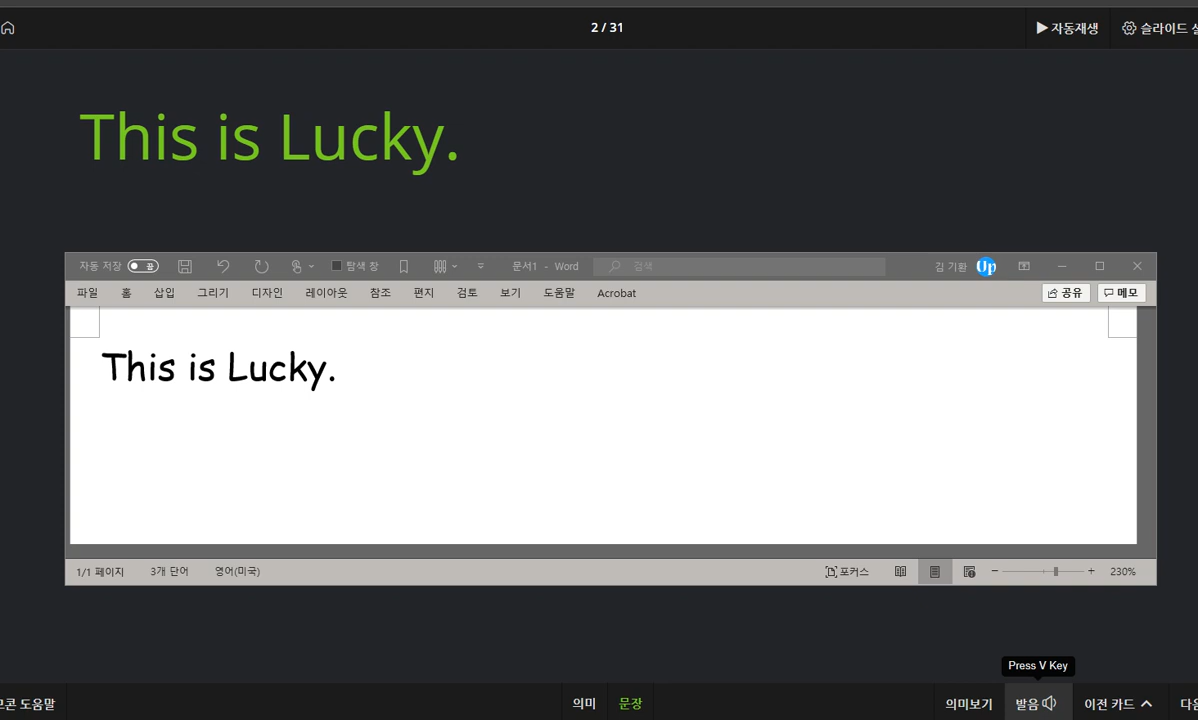 2 / 31
자동재생
슬라이드
This is Lucky.
자동 저장 끔
탐색 창
문서1 - Word
검색
김 기환
Up
파일 홈 삽입 그리기 디자인 레이아웃 참조 편지 검토 보기 도움말 Acrobat
공유 메모
This is Lucky.
1/1 페이지 3개 단어 영어(미국)
포커스
230%
Press V Key
도움말
의미 문장
의미보기 발음 이전 카드